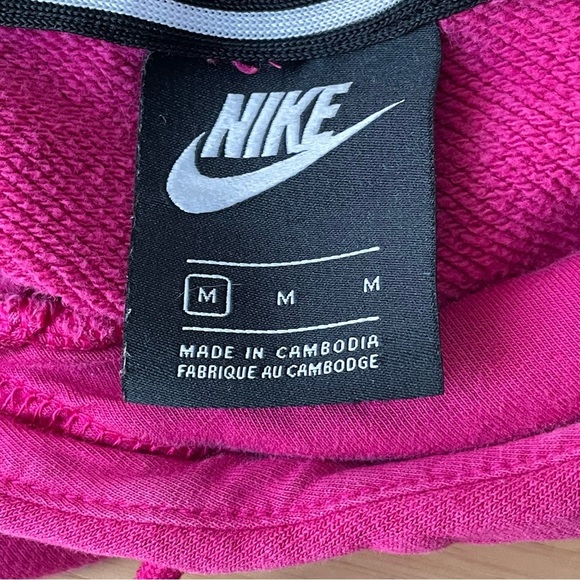 NIKE
M M M
MADE IN CAMBODIA
FABRIQUE AU CAMBODGE